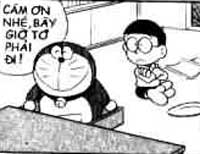 CẢM ƠN
NHÉ, BÂY
GIỜ TỚ
PHẢI
ĐI!